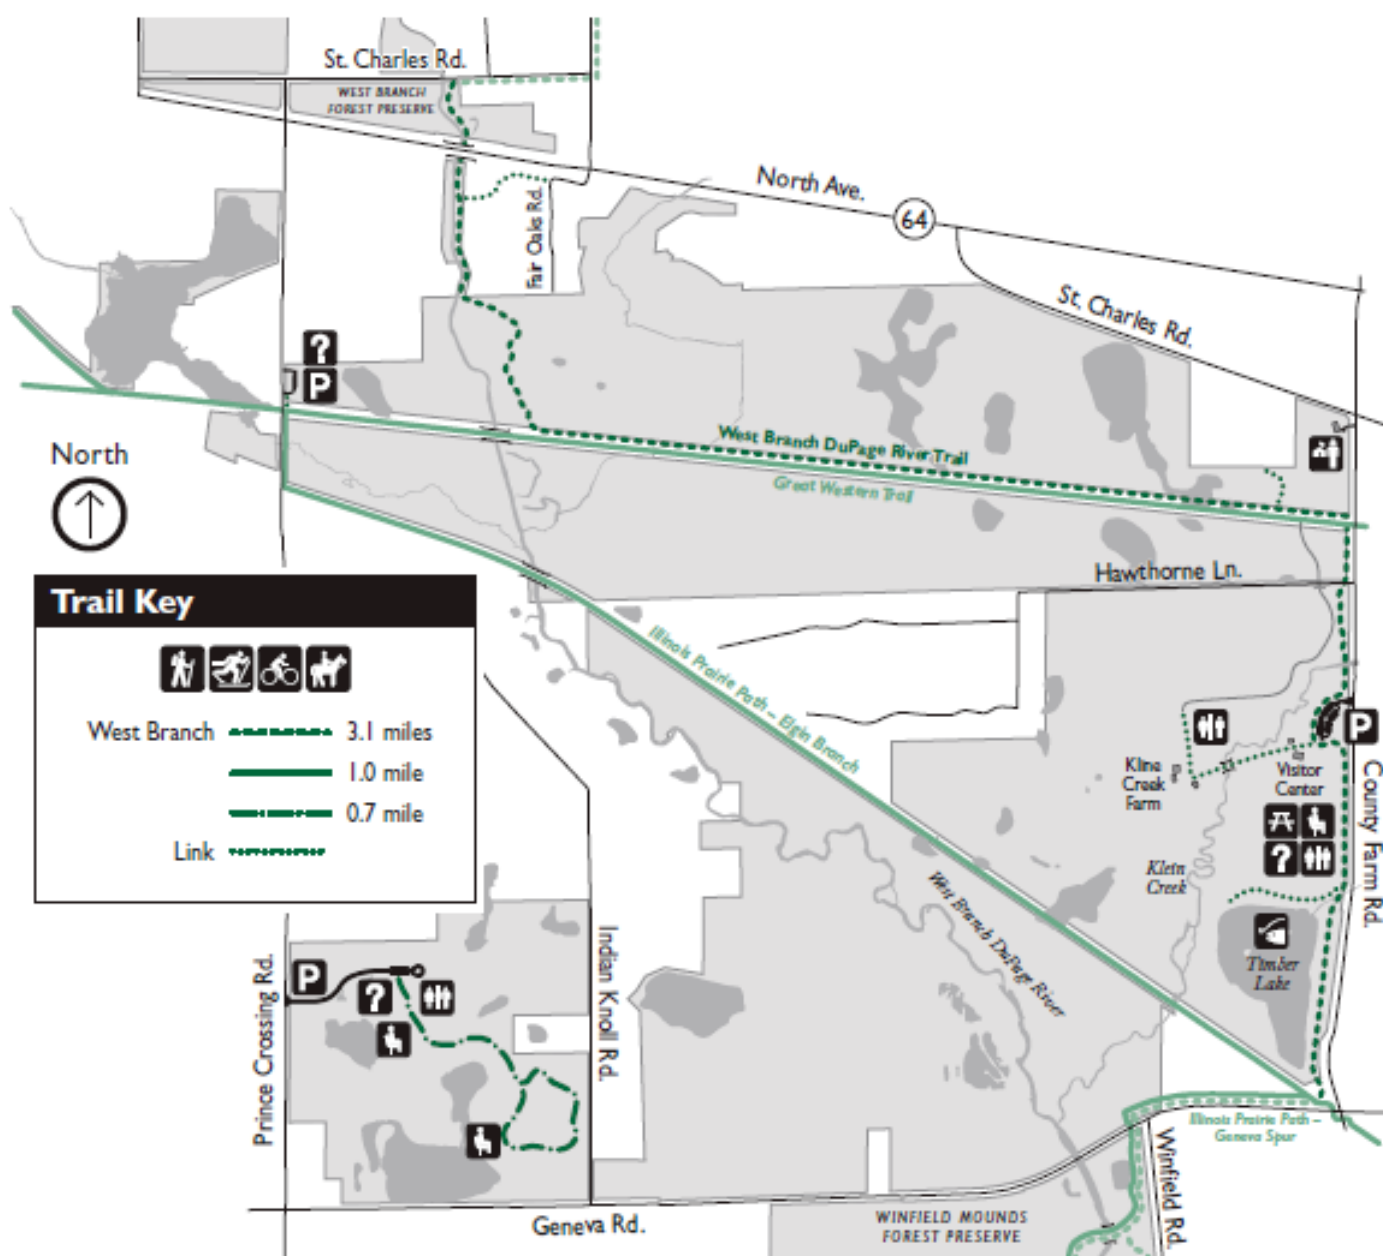 St. Charles Rd.
WEST BRANCH
FOREST PRESERVE
North Ave.
64
Fair Oaks Rd.
St. Charles Rd.
?
P
West Branch DuPage River Trail
Great Western Trail
North
Hawthorne Ln.
Trail Key
West Branch 3.1 miles
1.0 mile
0.7 mile
Link
Illinois Prairie Path – Elgin Branch
P
Kline
Creek
Farm
Visitor
Center
County Farm Rd.
?
Klein
Creek
West Branch DuPage River
Timber
Lake
Prince Crossing Rd.
P
?
Indian Knoll Rd.
Illinois Prairie Path –
Geneva Spur
Winfield Rd.
Geneva Rd.
WINFIELD MOUNDS
FOREST PRESERVE